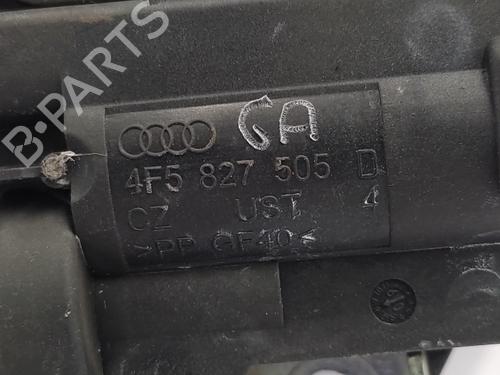 GA
4F5 827 505 D
CZ UST 4
>PP GF40<
B-PARTS